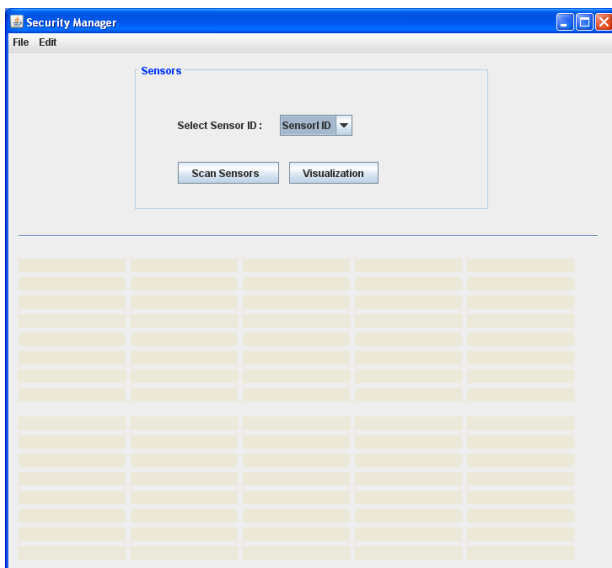 Security Manager
File Edit
Sensors
Select Sensor ID : SensorI ID
Scan Sensors Visualization